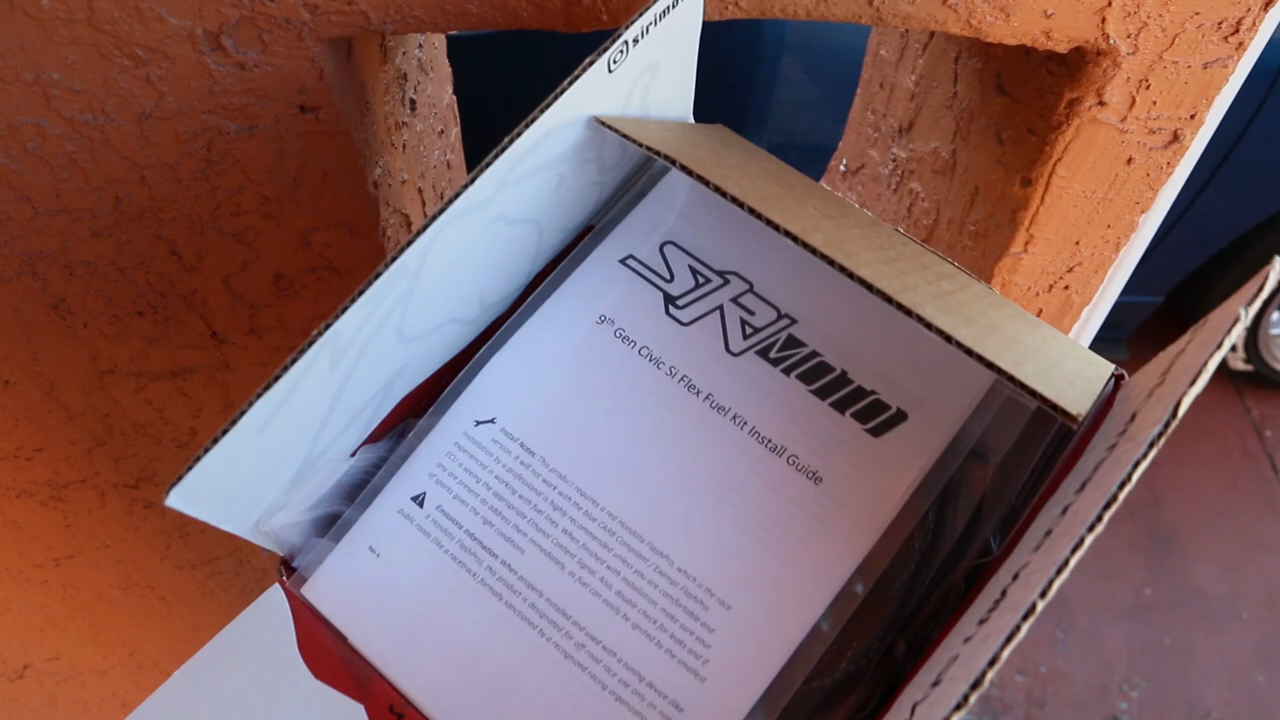 sirimo
SiRiMOTO
9th Gen Civic Si Flex Fuel Kit Install Guide
Install Notes: This product requires a red Hondata FlashPro, which is the race
version. It will not work with the blue CARB Compliant / Exempt FlashPro.
Installation by a professional is highly recommended unless you are comfortable and
experienced in working with fuel lines. When finished with installation, make sure your
ECU is seeing the appropriate Ethanol Content Signal. Also, double check for leaks and if
any are present do address them immediately, as fuel can easily be ignited by the smallest
of sparks given the right conditions.
Emissions Information: When properly installed and used with a tuning device (like
a Hondata FlashPro), this product is designated for off-road race use only on non
public roads (like a racetrack) formally sanctioned by a recognized racing organizatio
Rev. A